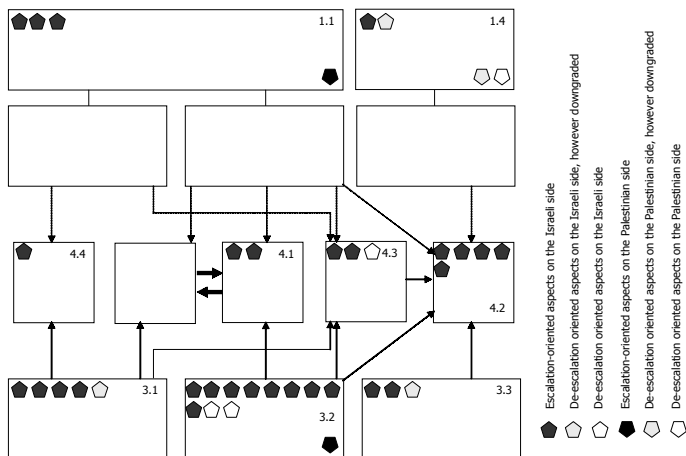 1.1
1.4
4.4
4.1
4.3
4.2
3.1
3.2
3.3
Escalation-oriented aspects on the Israeli side
De-escalation oriented aspects on the Israeli side, however downgraded
De-escalation oriented aspects on the Israeli side
Escalation-oriented aspects on the Palestinian side
De-escalation oriented aspects on the Palestinian side, however downgraded
De-escalation oriented aspects on the Palestinian side